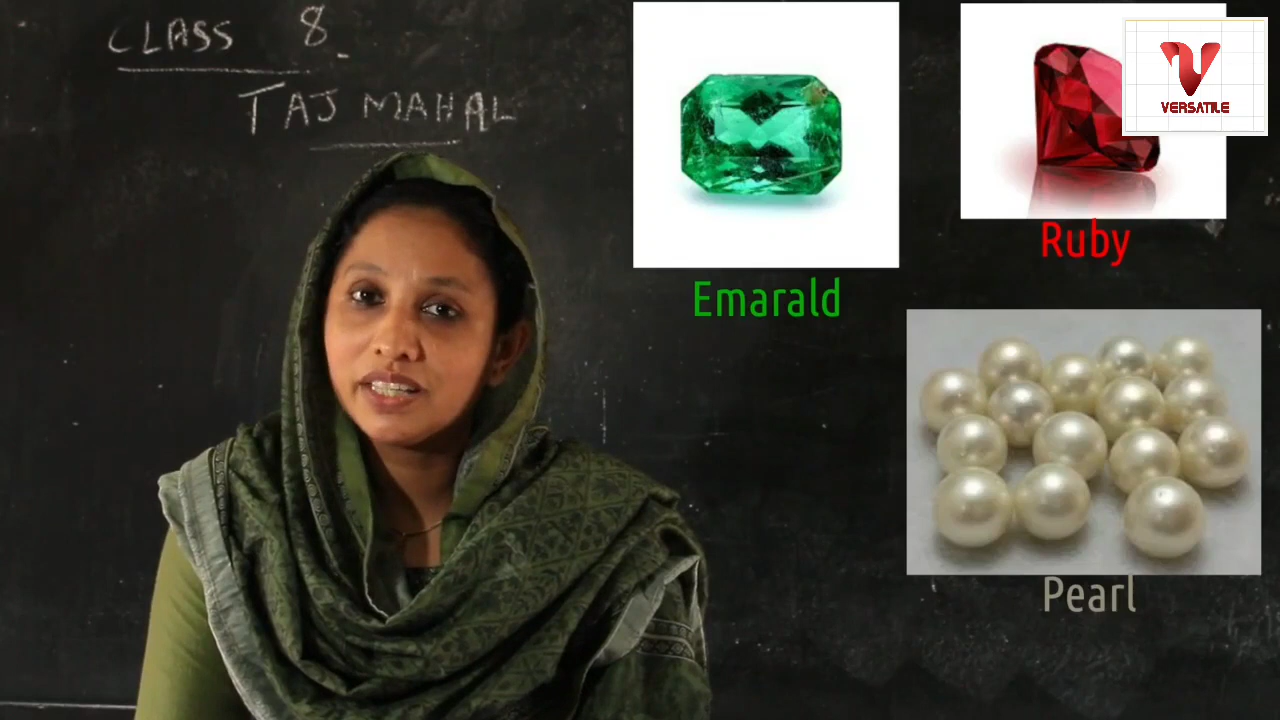 CLASS 8
TAJ MAHAL
Emarald
Ruby
VERSATILE
Pearl